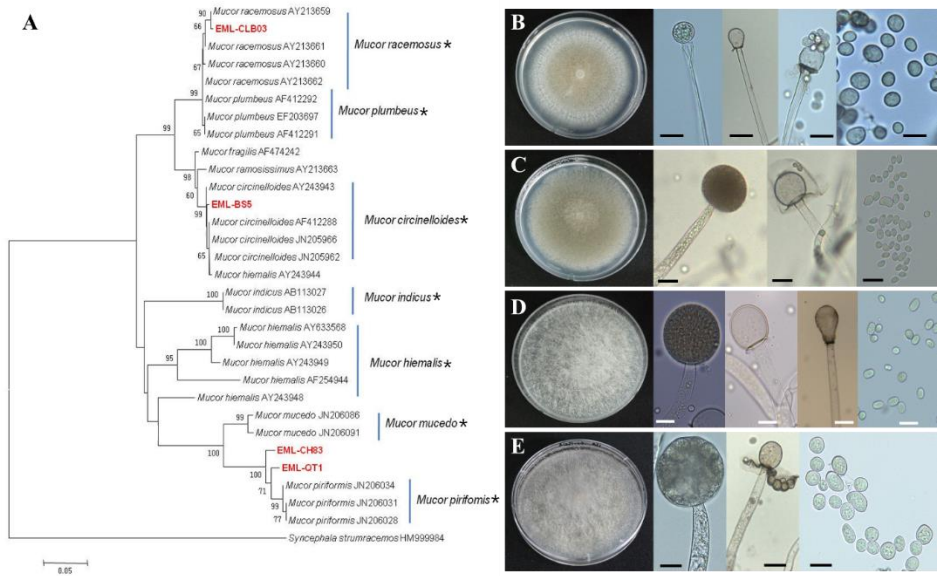 A
Mucor racemosus AY213659
EML-CLB03
Mucor racemosus AY213661
Mucor racemosus AY213660
Mucor racemosus AY213662
Mucor plumbeus AF412292
Mucor plumbeus EF203697
Mucor plumbeus AF412291
Mucor fragilis AF474242
Mucor ramosissimus AY213663
Mucor circinelloides AY243943
EML-BS5
Mucor circinelloides AF412288
Mucor circinelloides JN205966
Mucor circinelloides JN205962
Mucor hiemalis AY243944
Mucor indicus AB113027
Mucor indicus AB113026
Mucor hiemalis AY633568
Mucor hiemalis AY243950
Mucor hiemalis AY243949
Mucor hiemalis AF254944
Mucor hiemalis AY243948
Mucor mucedo JN206086
Mucor mucedo JN206091
EML-CH83
EML-QT1
Mucor piriformis JN206034
Mucor piriformis JN206031
Mucor piriformis JN206028
Syncephala strumracemos HM999984
90
66
67
99
65
98
60
99
65
100
100
100
95
99
100
100
71
99
77
0.05
Mucor racemosus*
Mucor plumbeus*
Mucor circinelloides*
Mucor indicus*
Mucor hiemalis*
Mucor mucedo*
Mucor pirifomis*
B
C
D
E